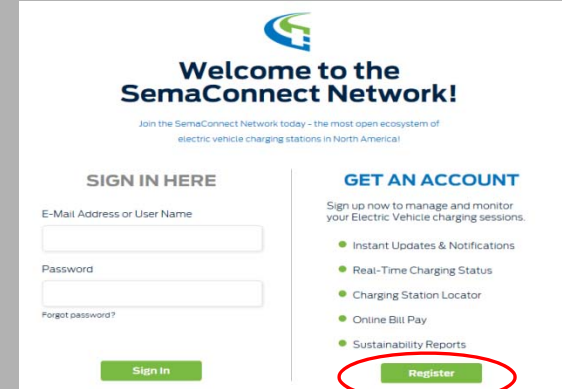 Welcome to the
SemaConnect Network!
Join the SemaConnect Network today - the most open ecosystem of
electric vehicle charging stations in North America!
SIGN IN HERE
E-Mail Address or User Name
Password
Forgot password?
Sign In
GET AN ACCOUNT
Sign up now to manage and monitor
your Electric Vehicle charging sessions.
Instant Updates & Notifications
Real-Time Charging Status
Charging Station Locator
Online Bill Pay
Sustainability Reports
Register